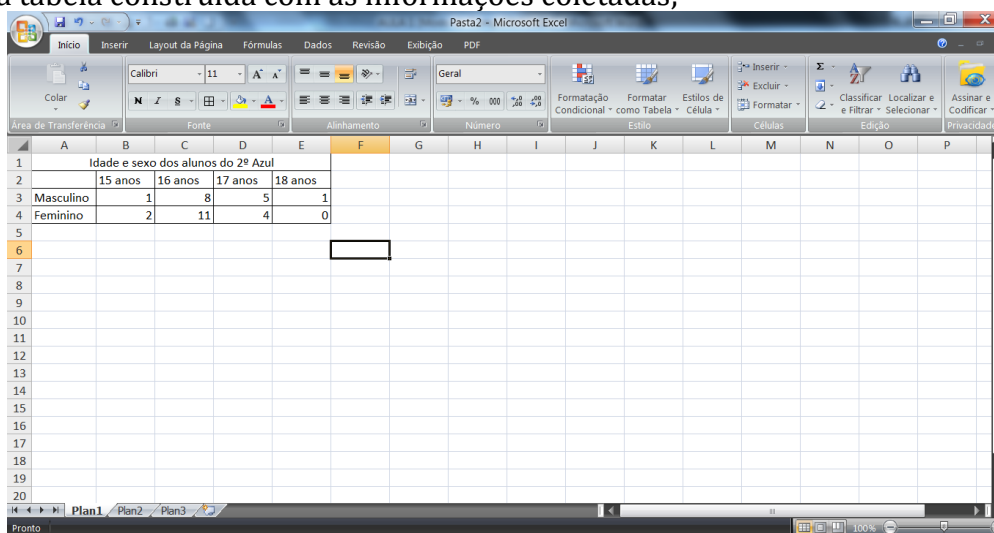 a tabela construída com as informações coletadas;
Pasta2 - Microsoft Excel
Início Inserir Layout da Página Fórmulas Dados Revisão Exibição PDF
Colar
Calibri 11 A A
N I S A
Geral
% 000
Formatação Condicional
Formatar como Tabela
Estilos de Célula
Inserir
Excluir
Formatar
Σ
Classificar e Filtrar
Localizar e Selecionar
Assinar e Codificar
Área de Transferência Fonte Alinhamento Número Estilo Células Edição Privacidade
A B C D E F G H I J K L M N O P
1 Idade e sexo dos alunos do 2º Azul
2 15 anos 16 anos 17 anos 18 anos
3 Masculino 1 8 5 1
4 Feminino 2 11 4 0
5
6
7
8
9
10
11
12
13
14
15
16
17
18
19
20
Plan1 Plan2 Plan3
Pronto 100%